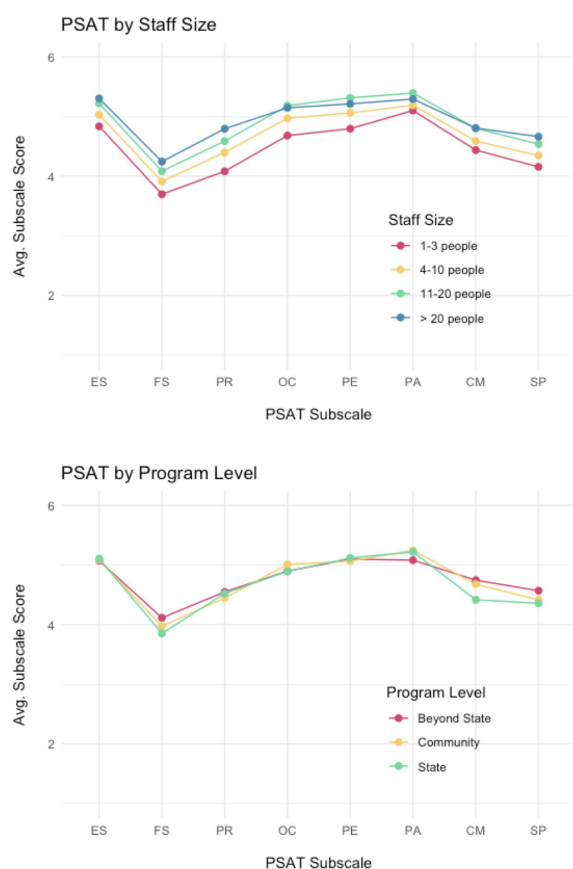 PSAT by Staff Size
6
4
2
Avg. Subscale Score
Staff Size
1-3 people
4-10 people
11-20 people
> 20 people
ES FS PR OC PE PA CM SP
PSAT Subscale
PSAT by Program Level
6
4
2
Avg. Subscale Score
Program Level
Beyond State
Community
State
ES FS PR OC PE PA CM SP
PSAT Subscale